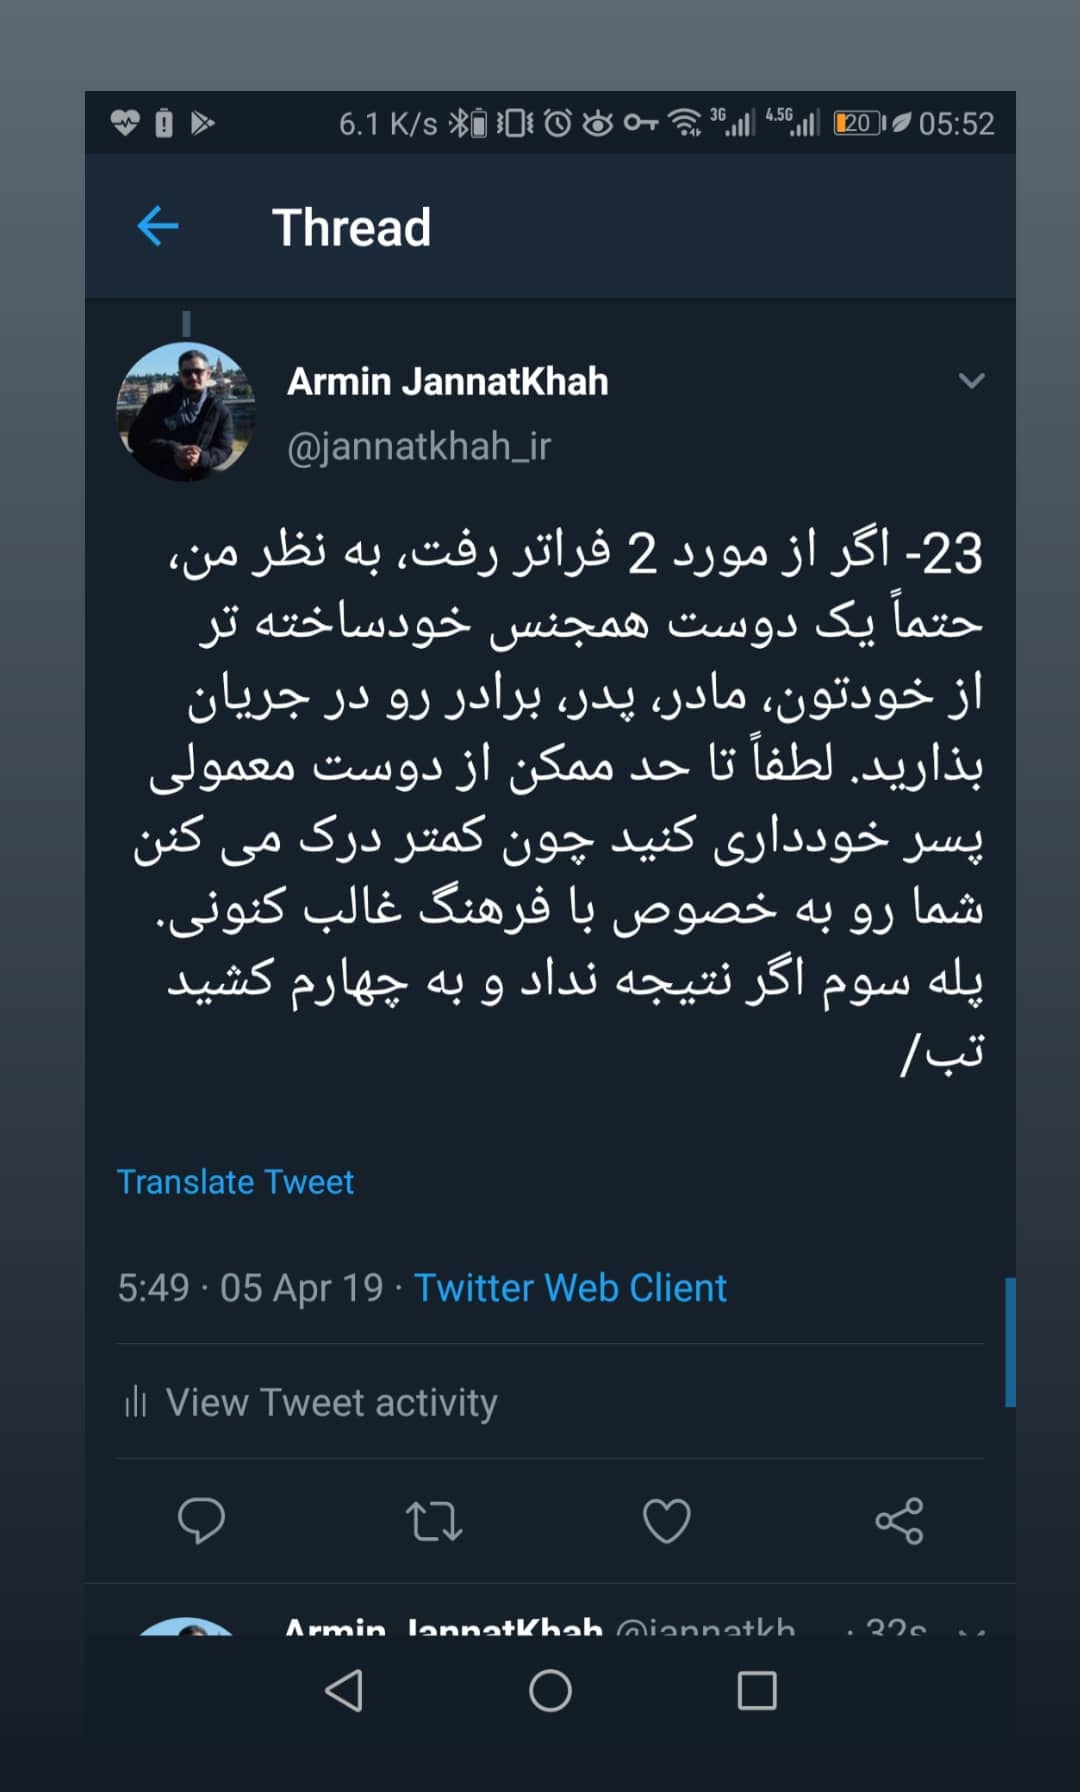 6.1 K/s 3G 4.5G 20 05:52
Thread
Armin JannatKhah
@jannatkhah_ir
23- اگر از مورد 2 فراتر رفت، به نظر من،
حتماً یک دوست همجنس خودساخته تر
از خودتون، مادر، پدر، برادر رو در جریان
بذارید. لطفاً تا حد ممکن از دوست معمولی
پسر خودداری کنید چون کمتر درک می کنن
شما رو به خصوص با فرهنگ غالب کنونی.
پله سوم اگر نتیجه نداد و به چهارم کشید
تب/
Translate Tweet
5:49 · 05 Apr 19 · Twitter Web Client
View Tweet activity
Armin JannatKhah @jannatkh · 32s